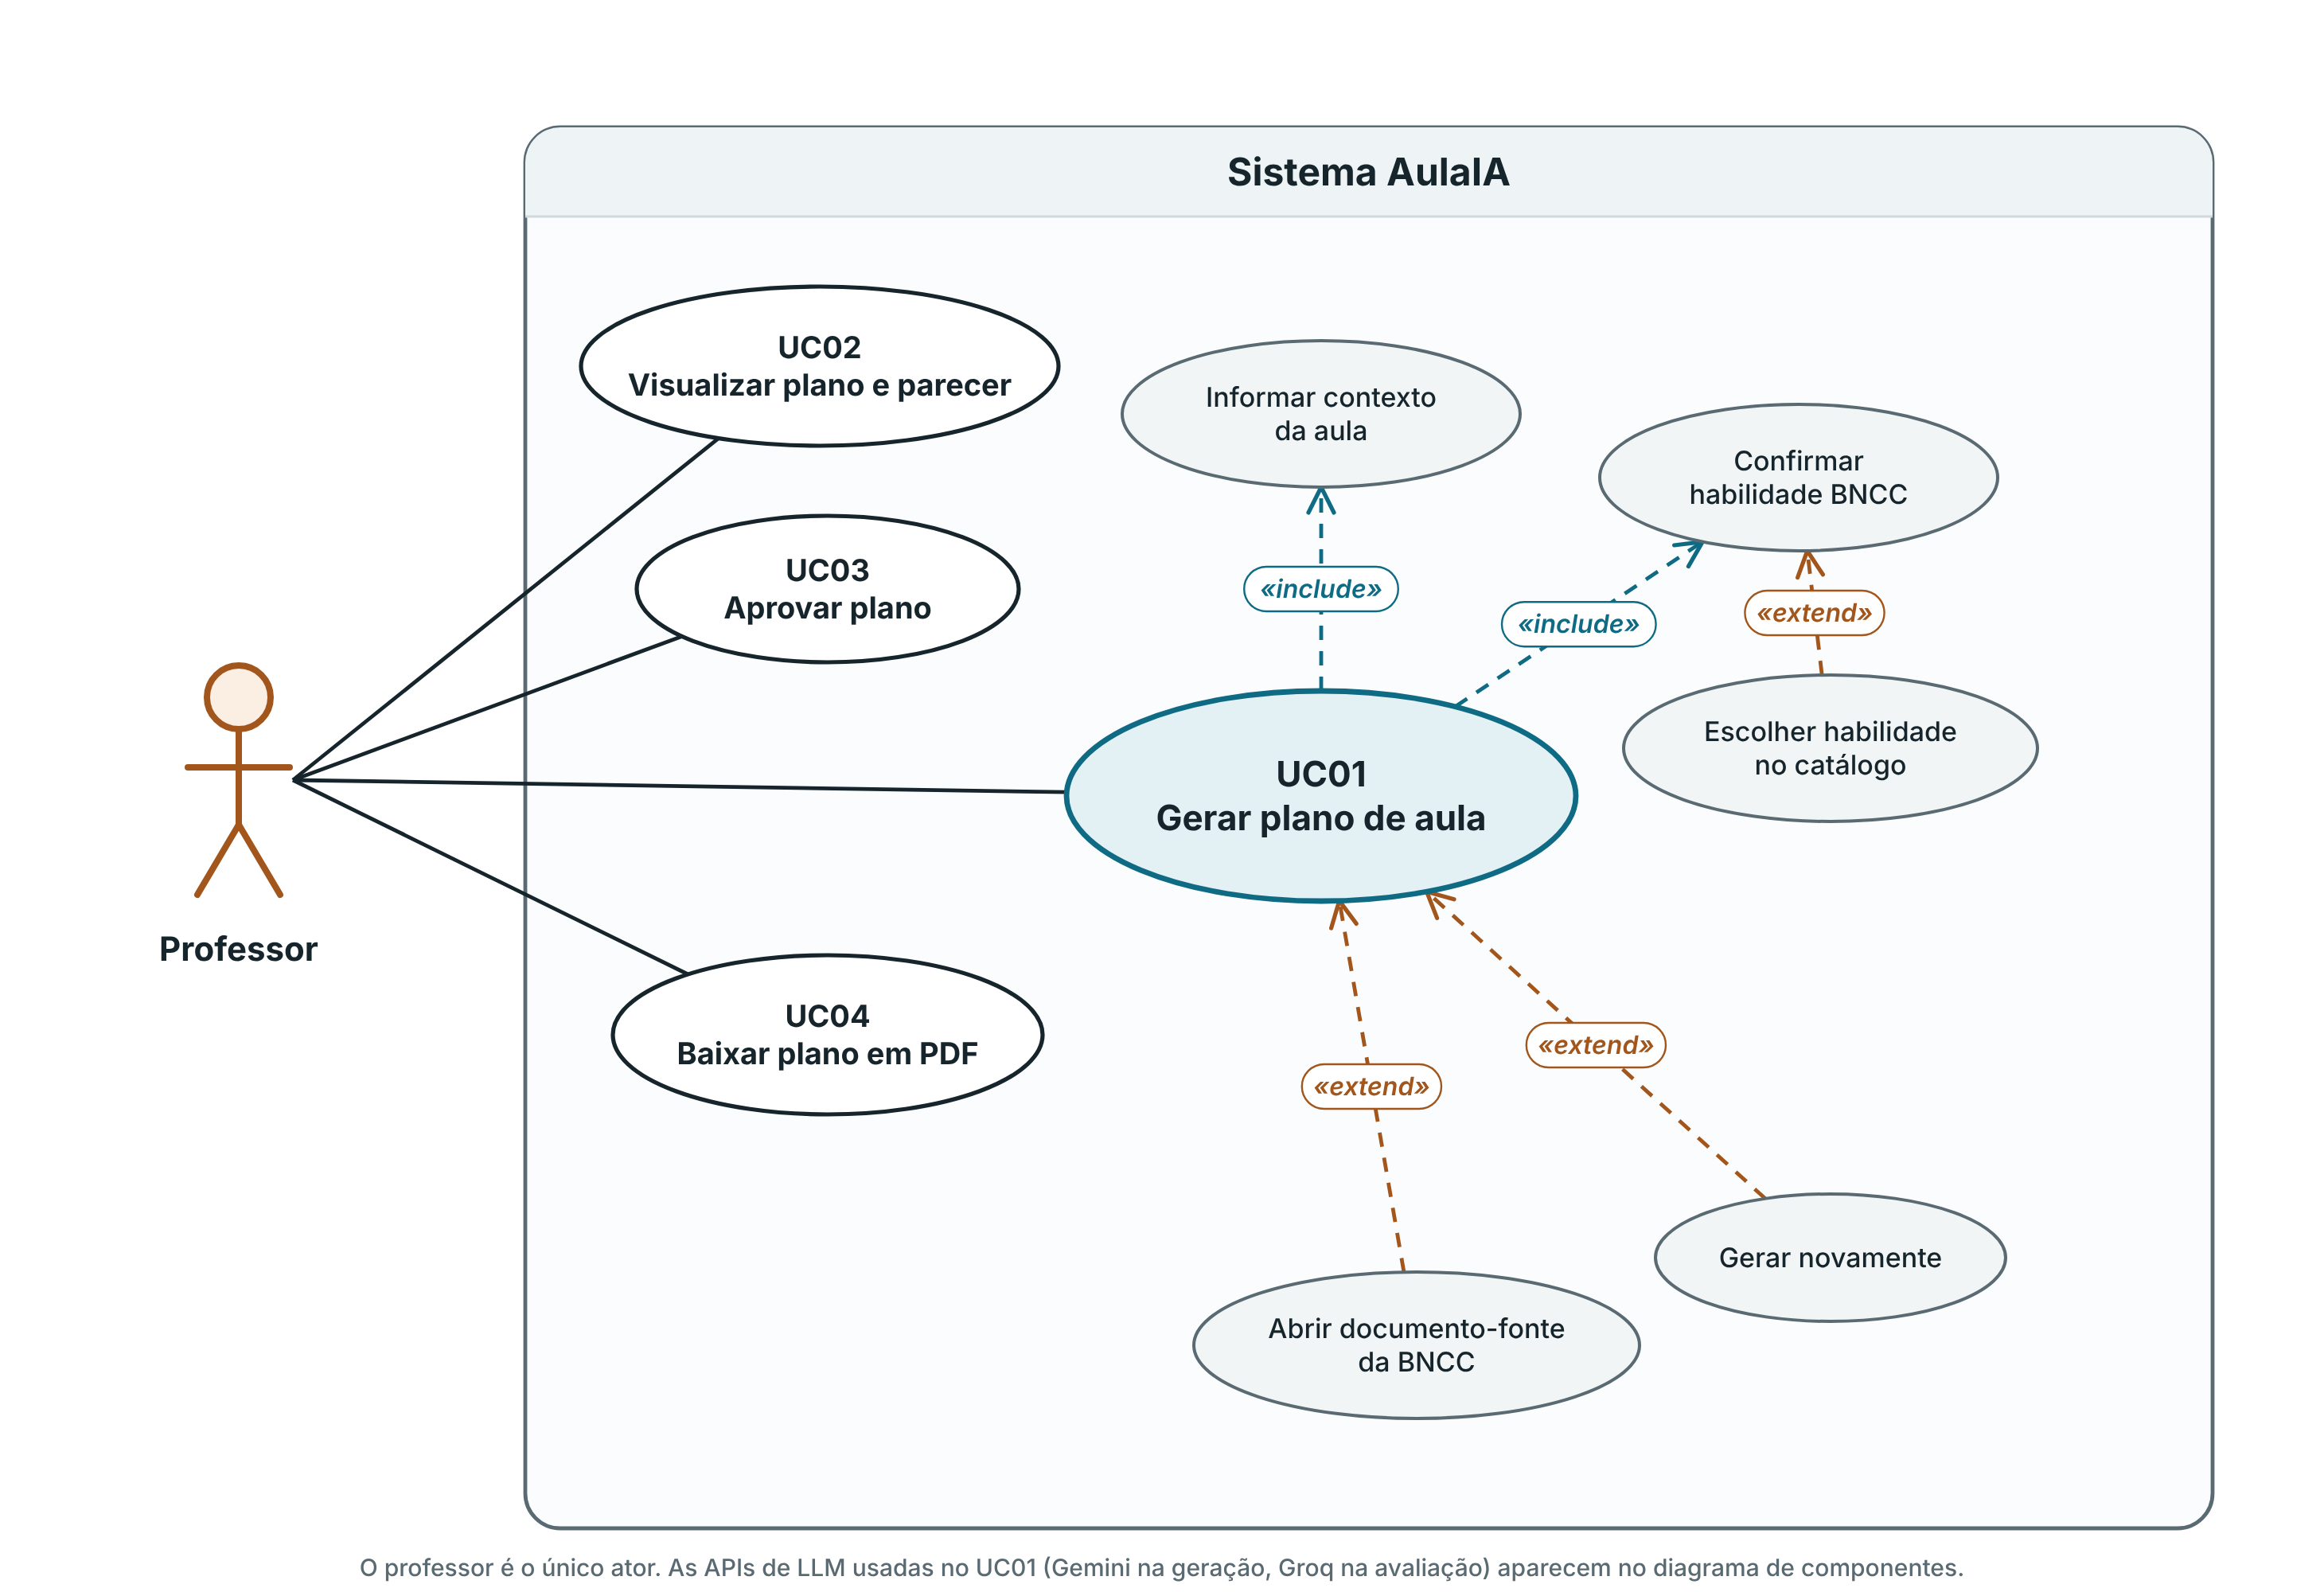 Sistema AulaIA
UC02
Visualizar plano e parecer
Informar contexto
da aula
Confirmar
habilidade BNCC
UC03
Aprovar plano
«include»
«include»
«extend»
Escolher habilidade
no catálogo
UC01
Gerar plano de aula
Professor
UC04
Baixar plano em PDF
«extend»
«extend»
Gerar novamente
Abrir documento-fonte
da BNCC
O professor é o único ator. As APIs de LLM usadas no UC01 (Gemini na geração, Groq na avaliação) aparecem no diagrama de componentes.